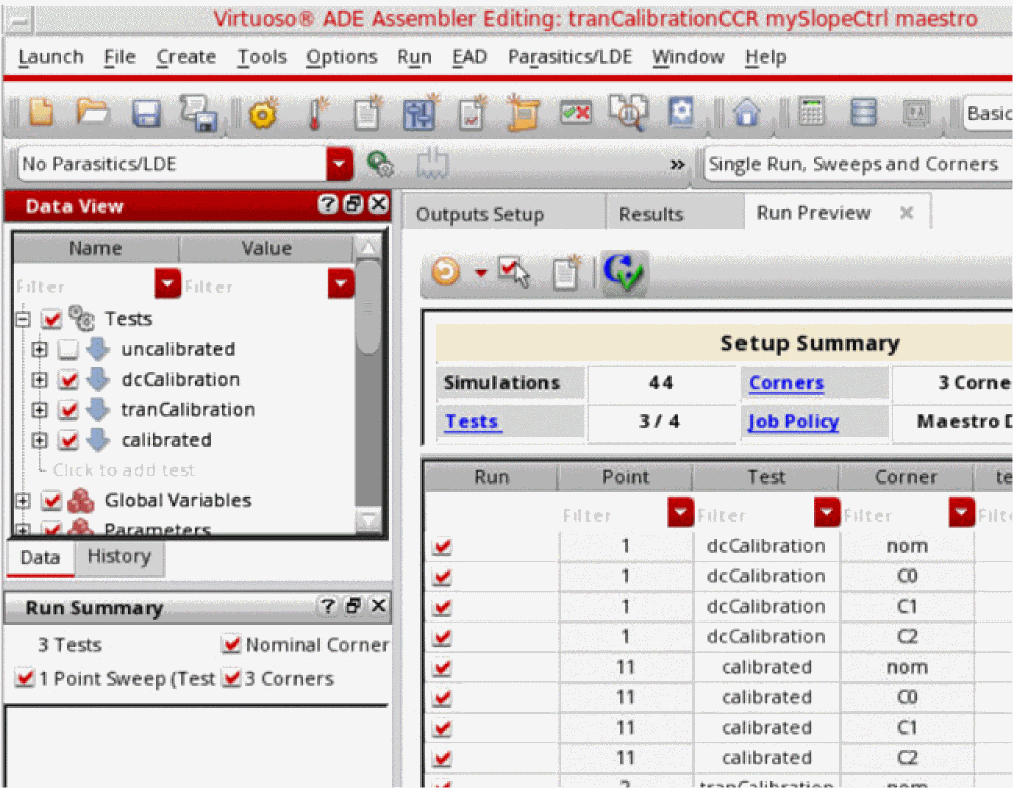 Virtuoso® ADE Assembler Editing: tranCalibrationCCR mySlopeCtrl maestro
Launch File Create Tools Options Run EAD Parasitics/LDE Window Help
Basic
No Parasitics/LDE » Single Run, Sweeps and Corners
Data View
Outputs Setup Results Run Preview
Name Value
Filter Filter
Tests
uncalibrated
dcCalibration
tranCalibration
calibrated
Click to add test
Global Variables
Parameters
Data History
Run Summary
3 Tests Nominal Corner
1 Point Sweep (Test 3 Corners
Setup Summary
Simulations 44 Corners 3 Corne
Tests 3 / 4 Job Policy Maestro D
Run Point Test Corner te
Filter Filter Filter Filte
1 dcCalibration nom
1 dcCalibration C0
1 dcCalibration C1
1 dcCalibration C2
11 calibrated nom
11 calibrated C0
11 calibrated C1
11 calibrated C2
2 tranCalibration nom